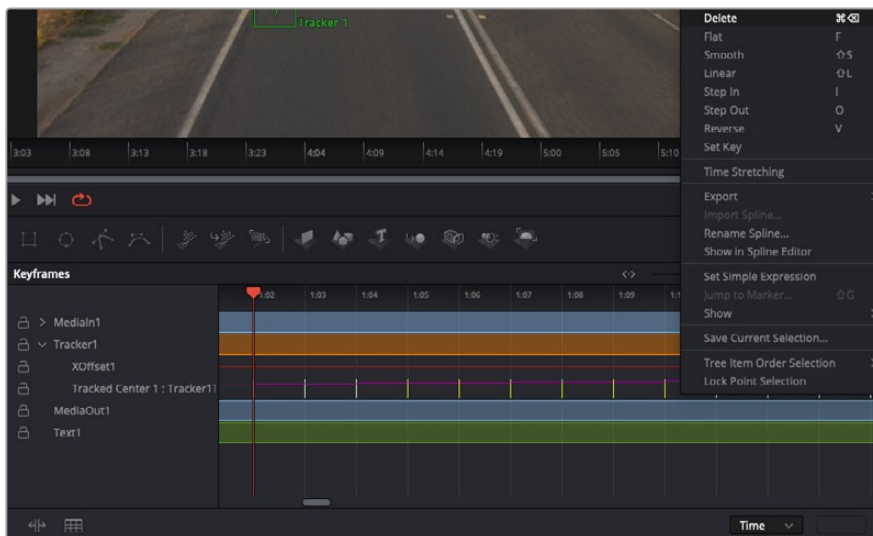 Tracker 1
Delete ⌘⌫
Flat F
Smooth ⇧S
Linear ⇧L
Step In I
Step Out O
Reverse V
Set Key
Time Stretching
Export
Import Spline...
Rename Spline...
Show in Spline Editor
Set Simple Expression
Jump to Marker... ⇧G
Show
Save Current Selection...
Tree Item Order Selection
Lock Point Selection
3:03 3:08 3:13 3:18 3:23 4:04 4:09 4:14 4:19 5:00 5:05 5:10
T
Keyframes
1:02 1:03 1:04 1:05 1:06 1:07 1:08 1:09
MediaIn1
Tracker1
XOffset1
Tracked Center 1 : Tracker1
MediaOut1
Text1
Time